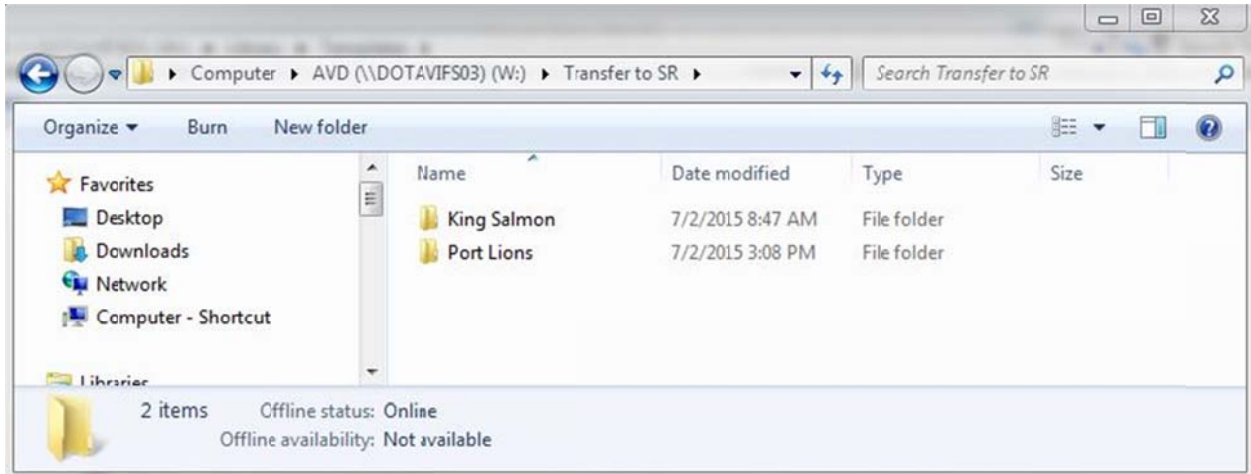 Computer ▸ AVD (\\DOTAVIFS03) (W:) ▸ Transfer to SR ▸ Search Transfer to SR
Organize ▾ Burn New folder
Favorites
Desktop
Downloads
Network
Computer - Shortcut
Libraries
Name Date modified Type Size
King Salmon 7/2/2015 8:47 AM File folder
Port Lions 7/2/2015 3:08 PM File folder
2 items Offline status: Online
Offline availability: Not available